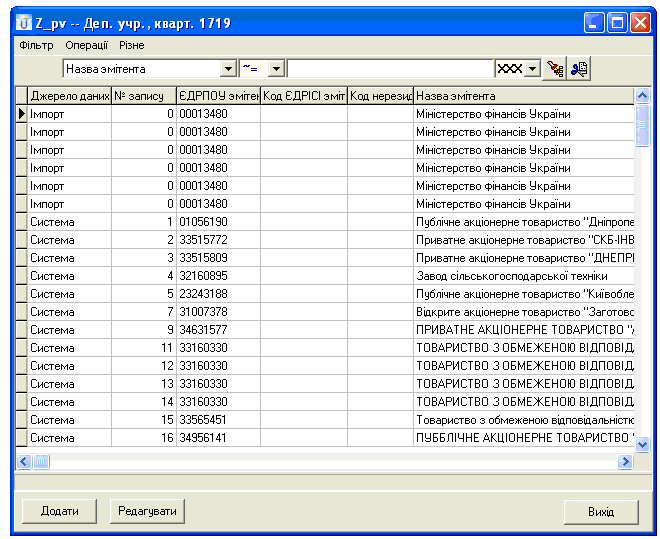 Z_pv -- Деп. учр., кварт. 1719
Фільтр Операції Різне
Назва эмітента ~= XXX
Джерело даних № запису ЄДРПОУ эмітен Код ЄДРІСІ эміт Код нерезид Назва эмітента
Імпорт 0 00013480 Міністерство фінансів України
Імпорт 0 00013480 Міністерство фінансів України
Імпорт 0 00013480 Міністерство фінансів України
Імпорт 0 00013480 Міністерство фінансів України
Імпорт 0 00013480 Міністерство фінансів України
Імпорт 0 00013480 Міністерство фінансів України
Система 1 01056190 Публічне акціонерне товариство "Дніпропе
Система 2 33515772 Приватне акціонерне товариство "СКБ-ІНВ
Система 3 33515809 Приватне акціонерне товариство "ДНЕПРІ
Система 4 32160895 Завод сільськогосподарської техніки
Система 5 23243188 Публічне акціонерне товариство "Київобле
Система 7 31007378 Відкрите акціонерне товариство "Заготово
Система 9 34631577 ПРИВАТНЕ АКЦІОНЕРНЕ ТОВАРИСТВО "
Система 11 33160330 ТОВАРИСТВО З ОБМЕЖЕНОЮ ВІДПОВІД
Система 12 33160330 ТОВАРИСТВО З ОБМЕЖЕНОЮ ВІДПОВІД
Система 13 33160330 ТОВАРИСТВО З ОБМЕЖЕНОЮ ВІДПОВІД
Система 14 33160330 ТОВАРИСТВО З ОБМЕЖЕНОЮ ВІДПОВІД
Система 15 33565451 Товариство з обмеженою відповідальністю
Система 16 34956141 ПУББЛІЧНЕ АКЦІОНЕРНЕ ТОВАРИСТВО "
Додати Редагувати Вихід